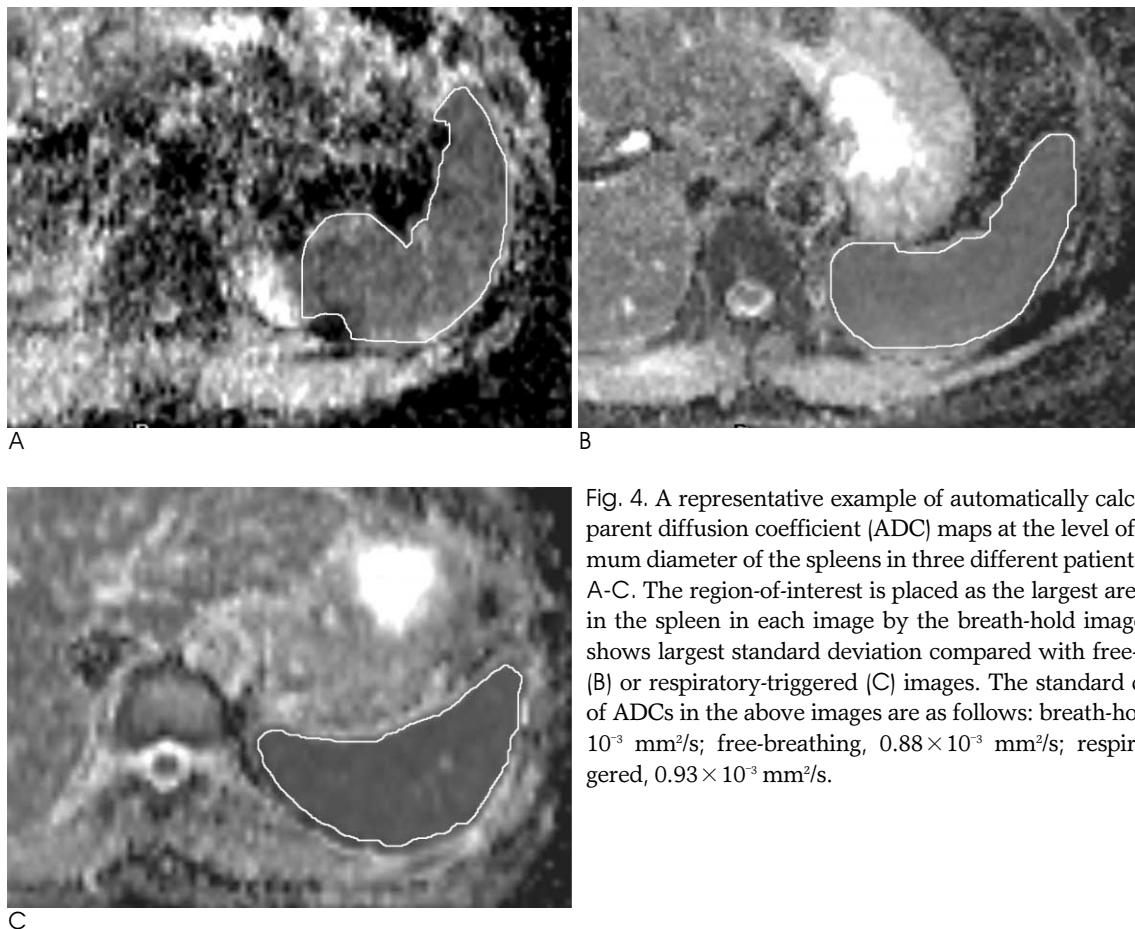 A
B
C
Fig. 4. A representative example of automatically calc
parent diffusion coefficient (ADC) maps at the level of
mum diameter of the spleens in three different patient
A-C. The region-of-interest is placed as the largest are
in the spleen in each image by the breath-hold image
shows largest standard deviation compared with free-
(B) or respiratory-triggered (C) images. The standard
of ADCs in the above images are as follows: breath-ho
10⁻³ mm²/s; free-breathing, 0.88 × 10⁻³ mm²/s; respir
gered, 0.93 × 10⁻³ mm²/s.